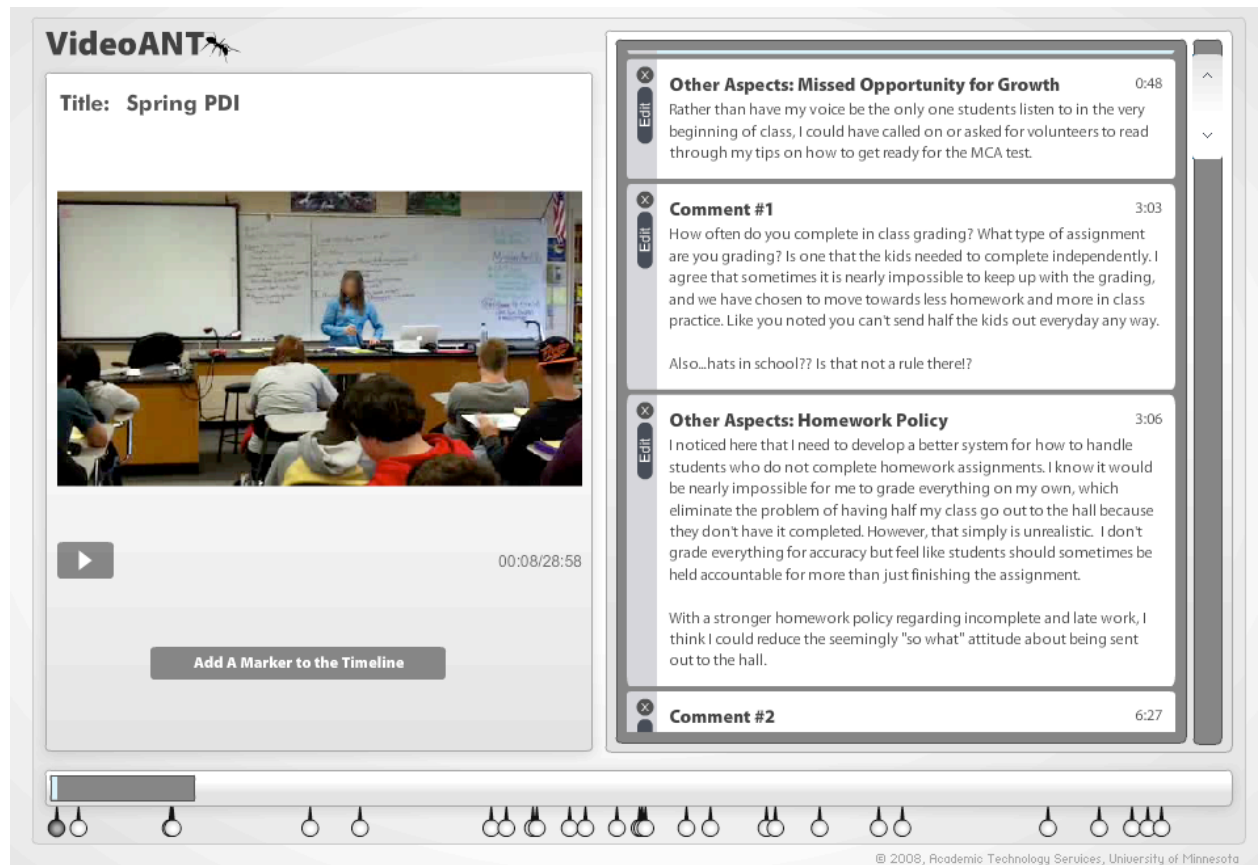 VideoANT
Title: Spring PDI
00:08/28:58
Add A Marker to the Timeline
X
Edit
Other Aspects: Missed Opportunity for Growth 0:48
Rather than have my voice be the only one students listen to in the very
beginning of class, I could have called on or asked for volunteers to read
through my tips on how to get ready for the MCA test.
X
Edit
Comment #1 3:03
How often do you complete in class grading? What type of assignment
are you grading? Is one that the kids needed to complete independently. I
agree that sometimes it is nearly impossible to keep up with the grading,
and we have chosen to move towards less homework and more in class
practice. Like you noted you can't send half the kids out everyday any way.
Also...hats in school?? Is that not a rule there!?
X
Edit
Other Aspects: Homework Policy 3:06
I noticed here that I need to develop a better system for how to handle
students who do not complete homework assignments. I know it would
be nearly impossible for me to grade everything on my own, which
eliminate the problem of having half my class go out to the hall because
they don't have it completed. However, that simply is unrealistic. I don't
grade everything for accuracy but feel like students should sometimes be
held accountable for more than just finishing the assignment.
With a stronger homework policy regarding incomplete and late work, I
think I could reduce the seemingly "so what" attitude about being sent
out to the hall.
X
Comment #2 6:27
© 2008, Academic Technology Services, University of Minnesota